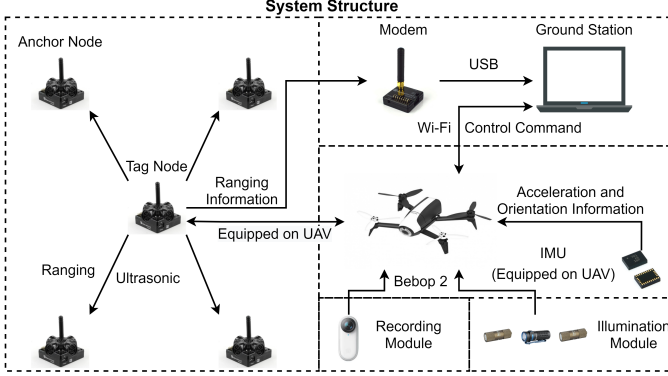 System Structure
Anchor Node
Modem
Ground Station
USB
Wi-Fi
Control Command
Tag Node
Ranging
Information
Acceleration and
Orientation Information
Equipped on UAV
IMU
(Equipped on UAV)
Ranging
Ultrasonic
Bebop 2
Recording
Module
Illumination
Module